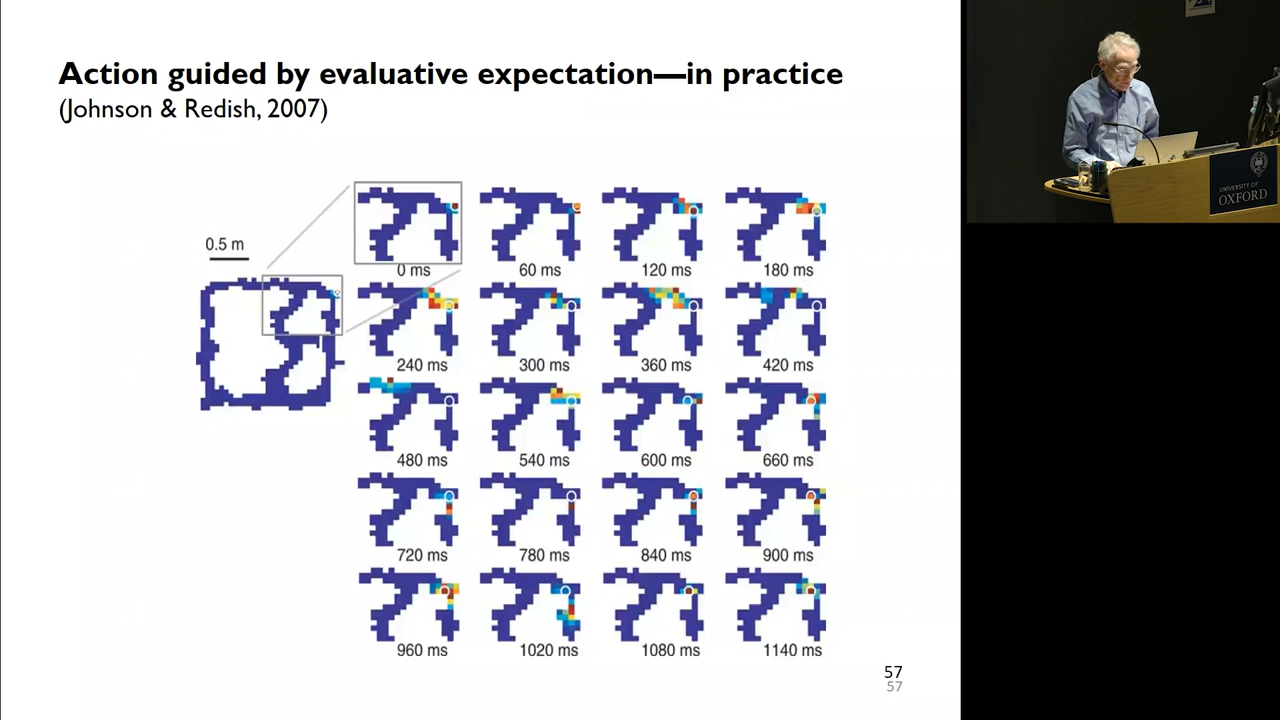 Action guided by evaluative expectation—in practice
(Johnson & Redish, 2007)
0.5 m
0 ms
60 ms
120 ms
180 ms
240 ms
300 ms
360 ms
420 ms
480 ms
540 ms
600 ms
660 ms
720 ms
780 ms
840 ms
900 ms
960 ms
1020 ms
1080 ms
1140 ms
57
57
UNIVERSITY OF
OXFORD